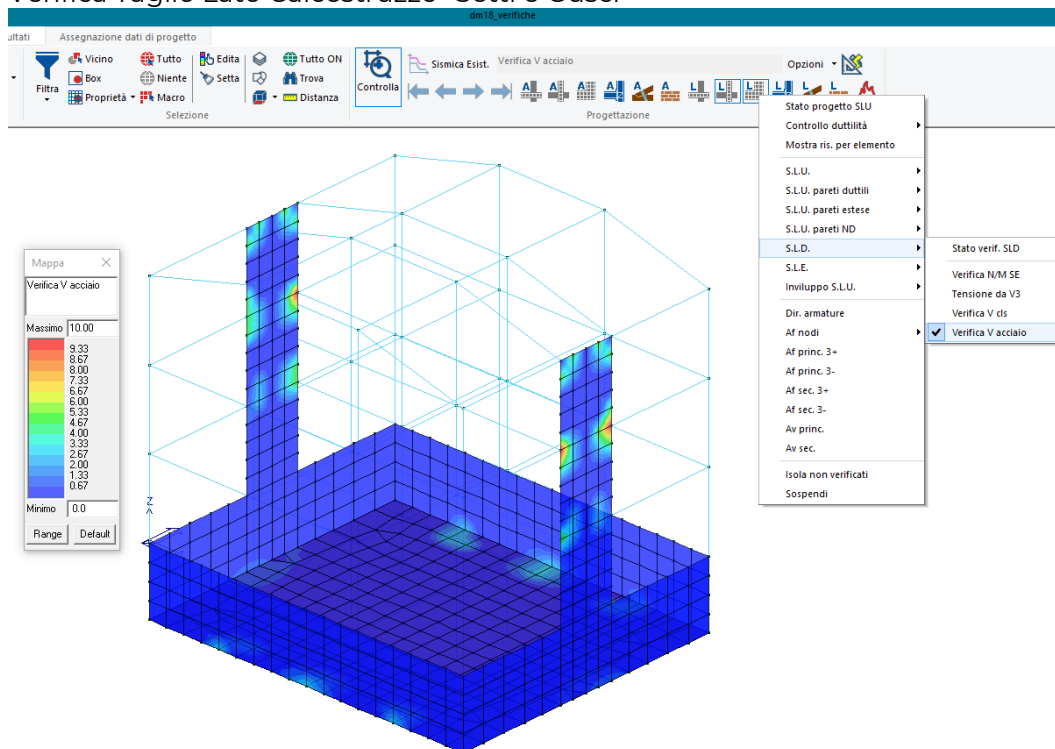 dm18_verifiche
ultati Assegnazione dati di progetto
Filtra
Vicino
Box
Proprietà
Tutto
Niente
Macro
Edita
Setta
Tutto ON
Trova
Distanza
Selezione
Controlla
Sismica Esist.
Verifica V acciaio
Opzioni
Progettazione
Stato progetto SLU
Controllo duttilità
Mostra ris. per elemento
S.L.U.
S.L.U. pareti duttili
S.L.U. pareti estese
S.L.U. pareti ND
S.L.D.
S.L.E.
Inviluppo S.L.U.
Dir. armature
Af nodi
Af princ. 3+
Af princ. 3-
Af sec. 3+
Af sec. 3-
Av princ.
Av sec.
Isola non verificati
Sospendi
Stato verif. SLD
Verifica N/M SE
Tensione da V3
Verifica V cls
Verifica V acciaio
Mappa
Verifica V acciaio
Massimo 10.00
9.33
8.67
8.00
7.33
6.67
6.00
5.33
4.67
4.00
3.33
2.67
2.00
1.33
0.67
Minimo 0.0
Range Default
Z